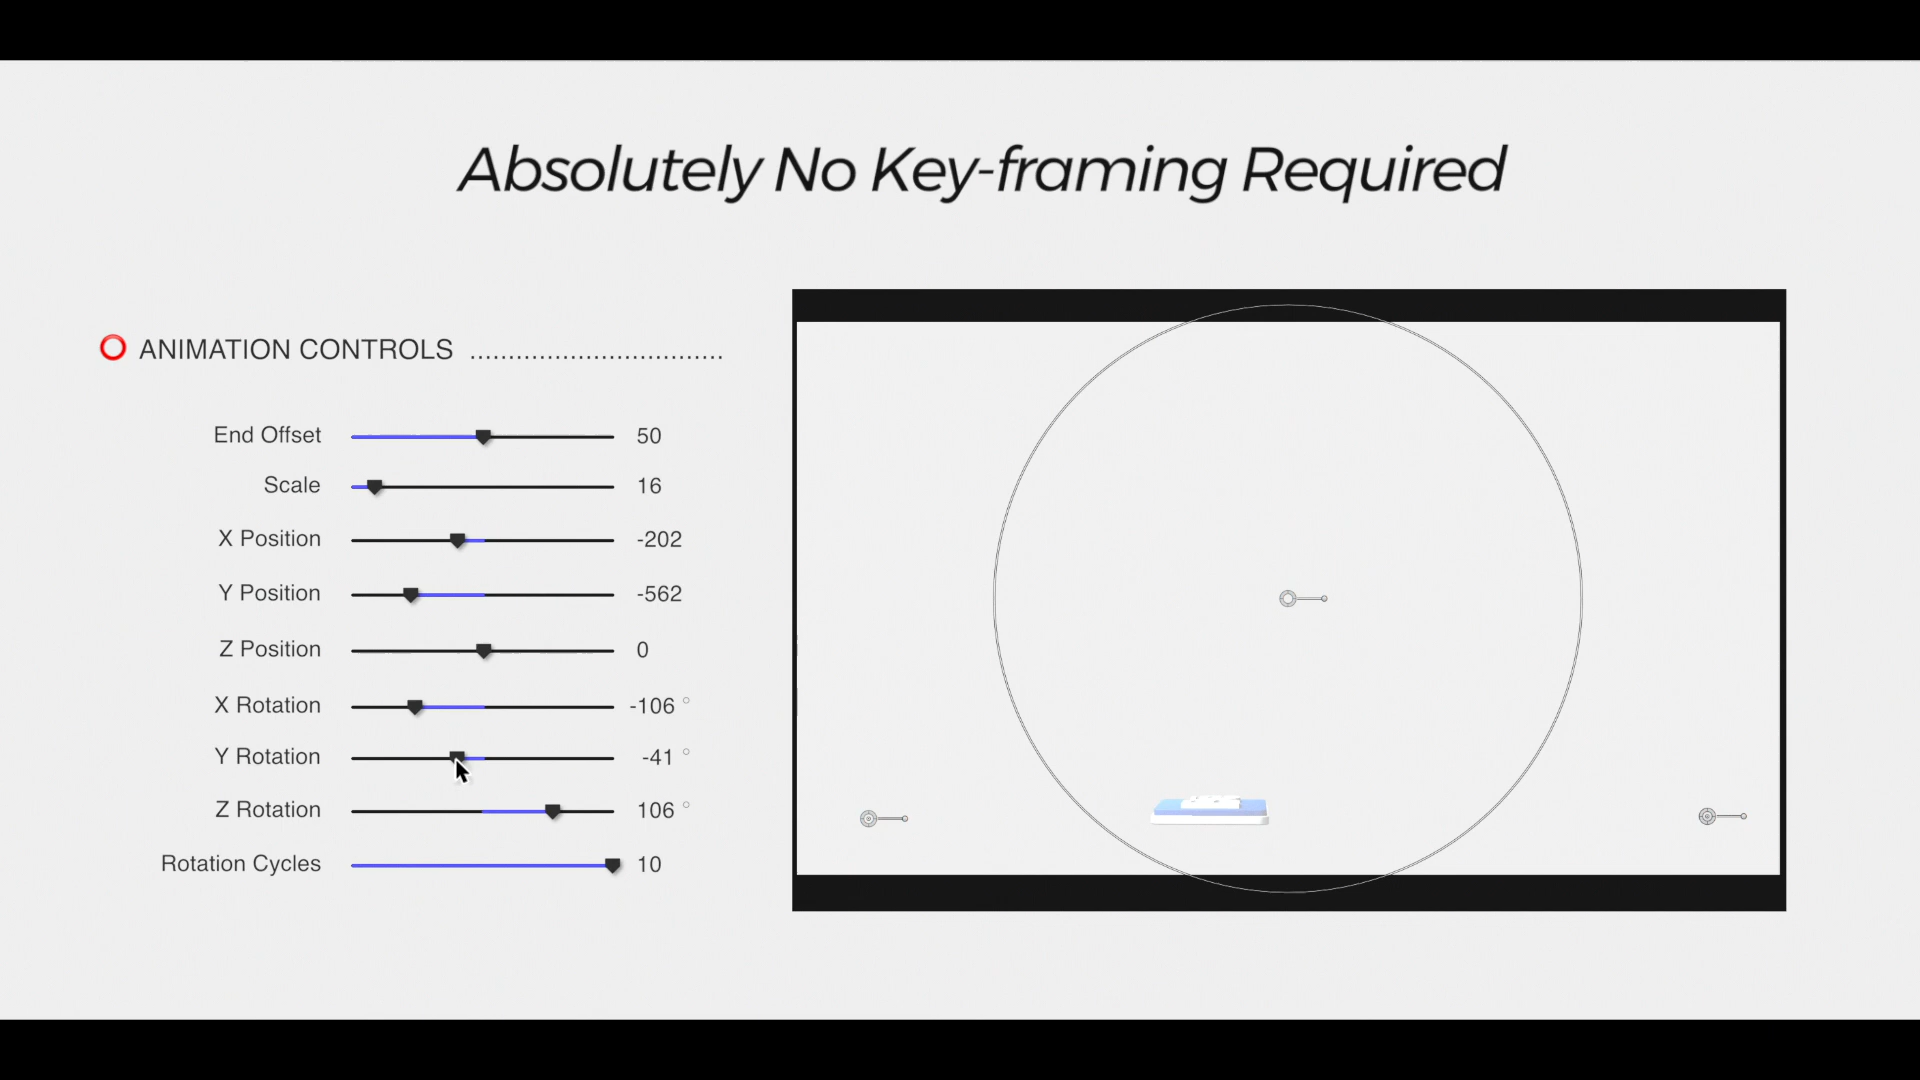 Absolutely No Key-framing Required
ANIMATION CONTROLS .................................
End Offset 50
Scale 16
X Position -202
Y Position -562
Z Position 0
X Rotation -106 °
Y Rotation -41 °
Z Rotation 106 °
Rotation Cycles 10